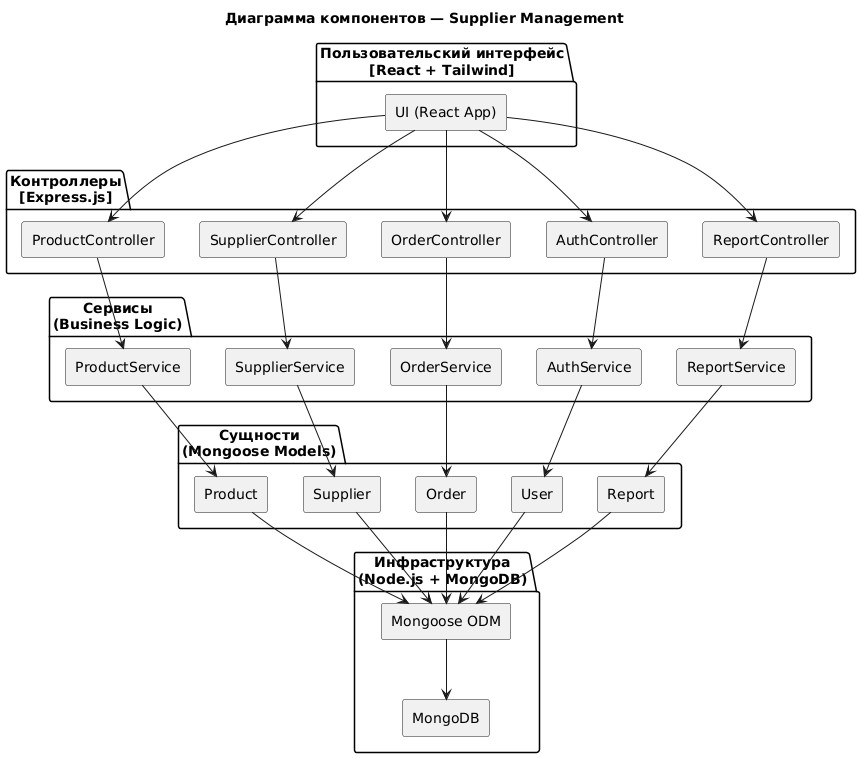 Диаграмма компонентов — Supplier Management
Пользовательский интерфейс
[React + Tailwind]
UI (React App)
Контроллеры
[Express.js]
ProductController
SupplierController
OrderController
AuthController
ReportController
Сервисы
(Business Logic)
ProductService
SupplierService
OrderService
AuthService
ReportService
Сущности
(Mongoose Models)
Product
Supplier
Order
User
Report
Инфраструктура
(Node.js + MongoDB)
Mongoose ODM
MongoDB